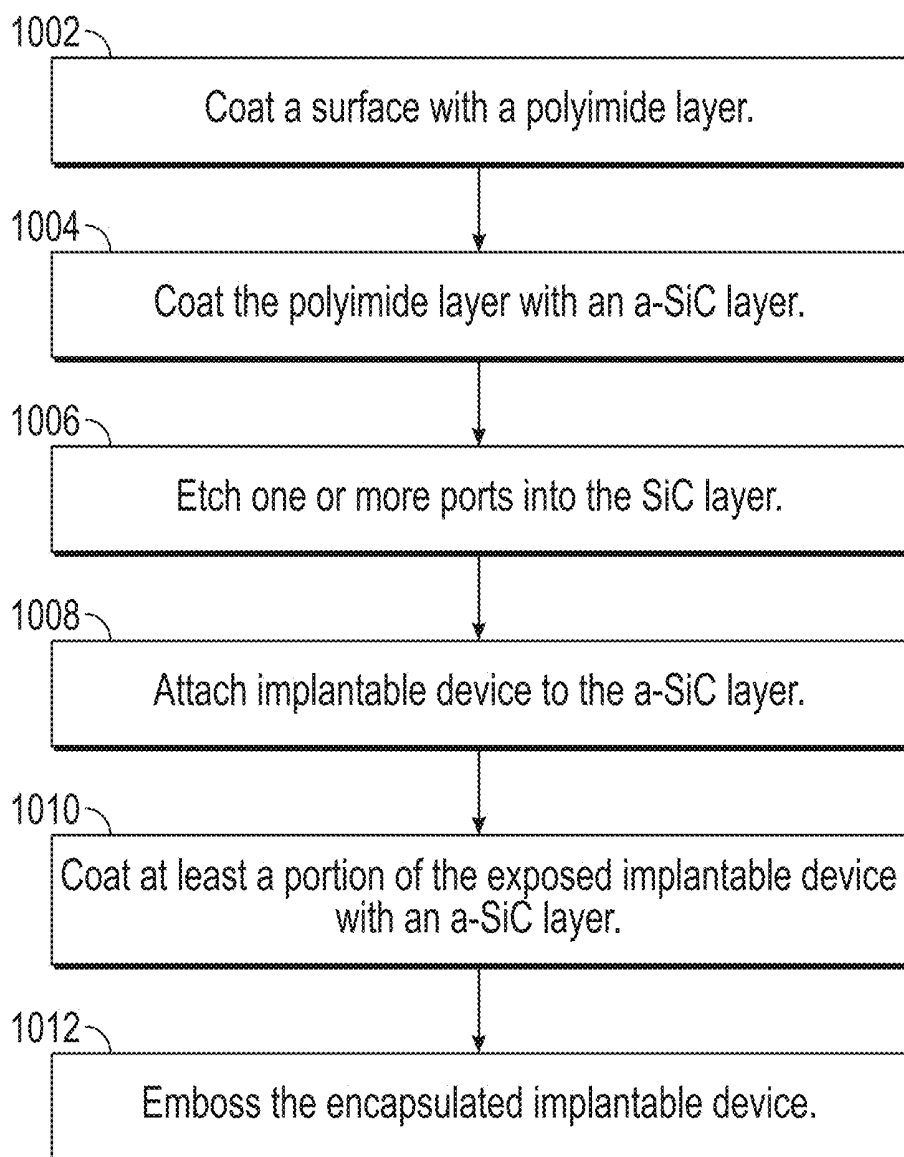 1002
Coat a surface with a polyimide layer.
1004
Coat the polyimide layer with an a-SiC layer.
1006
Etch one or more ports into the SiC layer.
1008
Attach implantable device to the a-SiC layer.
1010
Coat at least a portion of the exposed implantable device
with an a-SiC layer.
1012
Emboss the encapsulated implantable device.